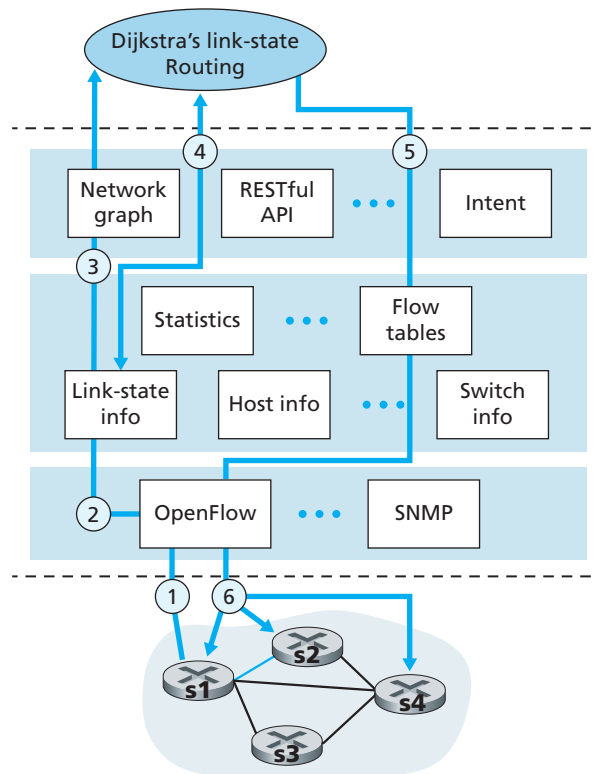 Dijkstra's link-state
Routing
4
5
Network
graph
RESTful
API
Intent
3
Statistics
Flow
tables
Link-state
info
Host info
Switch
info
2
OpenFlow
SNMP
1
6
s1
s2
s3
s4